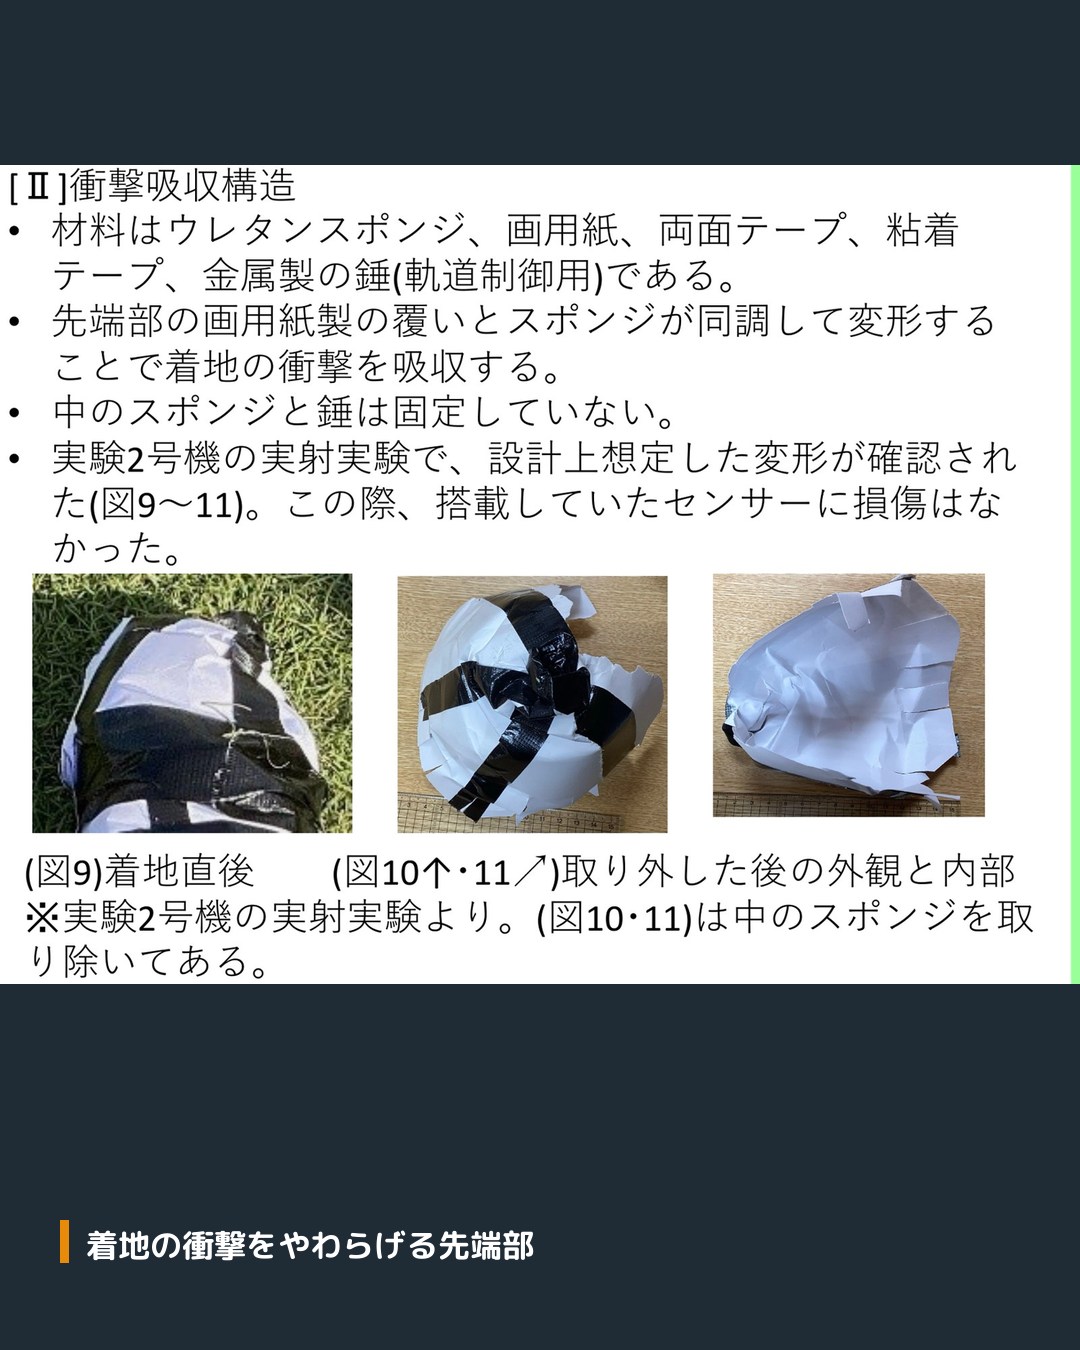 [Ⅱ]衝撃吸収構造
• 材料はウレタンスポンジ、画用紙、両面テープ、粘着
テープ、金属製の錘(軌道制御用)である。
• 先端部の画用紙製の覆いとスポンジが同調して変形する
ことで着地の衝撃を吸収する。
• 中のスポンジと錘は固定していない。
• 実験2号機の実射実験で、設計上想定した変形が確認され
た(図9～11)。この際、搭載していたセンサーに損傷はな
かった。
(図9)着地直後 (図10↑･11↗)取り外した後の外観と内部
※実験2号機の実射実験より。(図10･11)は中のスポンジを取
り除いてある。
着地の衝撃をやわらげる先端部